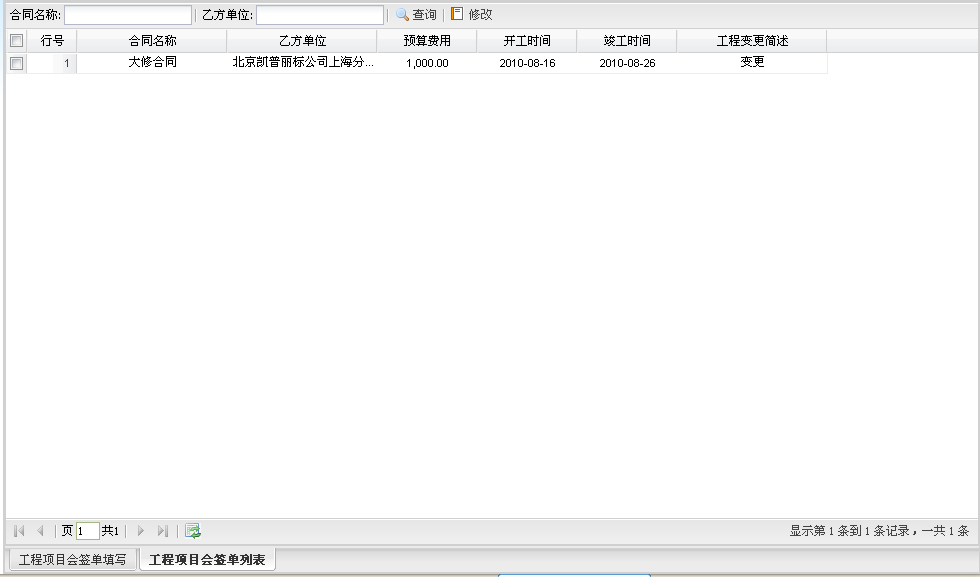 合同名称: 乙方单位: 查询 修改
行号 合同名称 乙方单位 预算费用 开工时间 竣工时间 工程变更简述
1 大修合同 北京凯普丽标公司上海分... 1,000.00 2010-08-16 2010-08-26 变更
页 1 共1 显示第 1 条到 1 条记录，一共 1 条
工程项目会签单填写 工程项目会签单列表